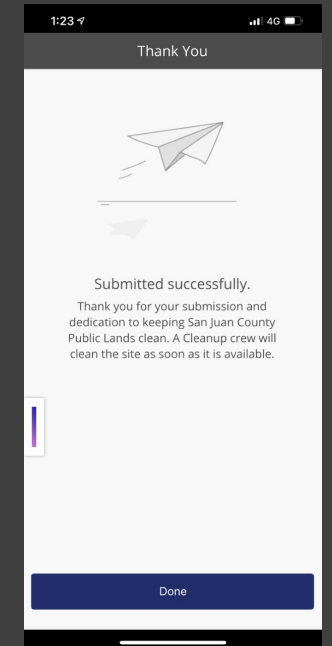 1:23 4G
Thank You
Submitted successfully.
Thank you for your submission and
dedication to keeping San Juan County
Public Lands clean. A Cleanup crew will
clean the site as soon as it is available.
Done